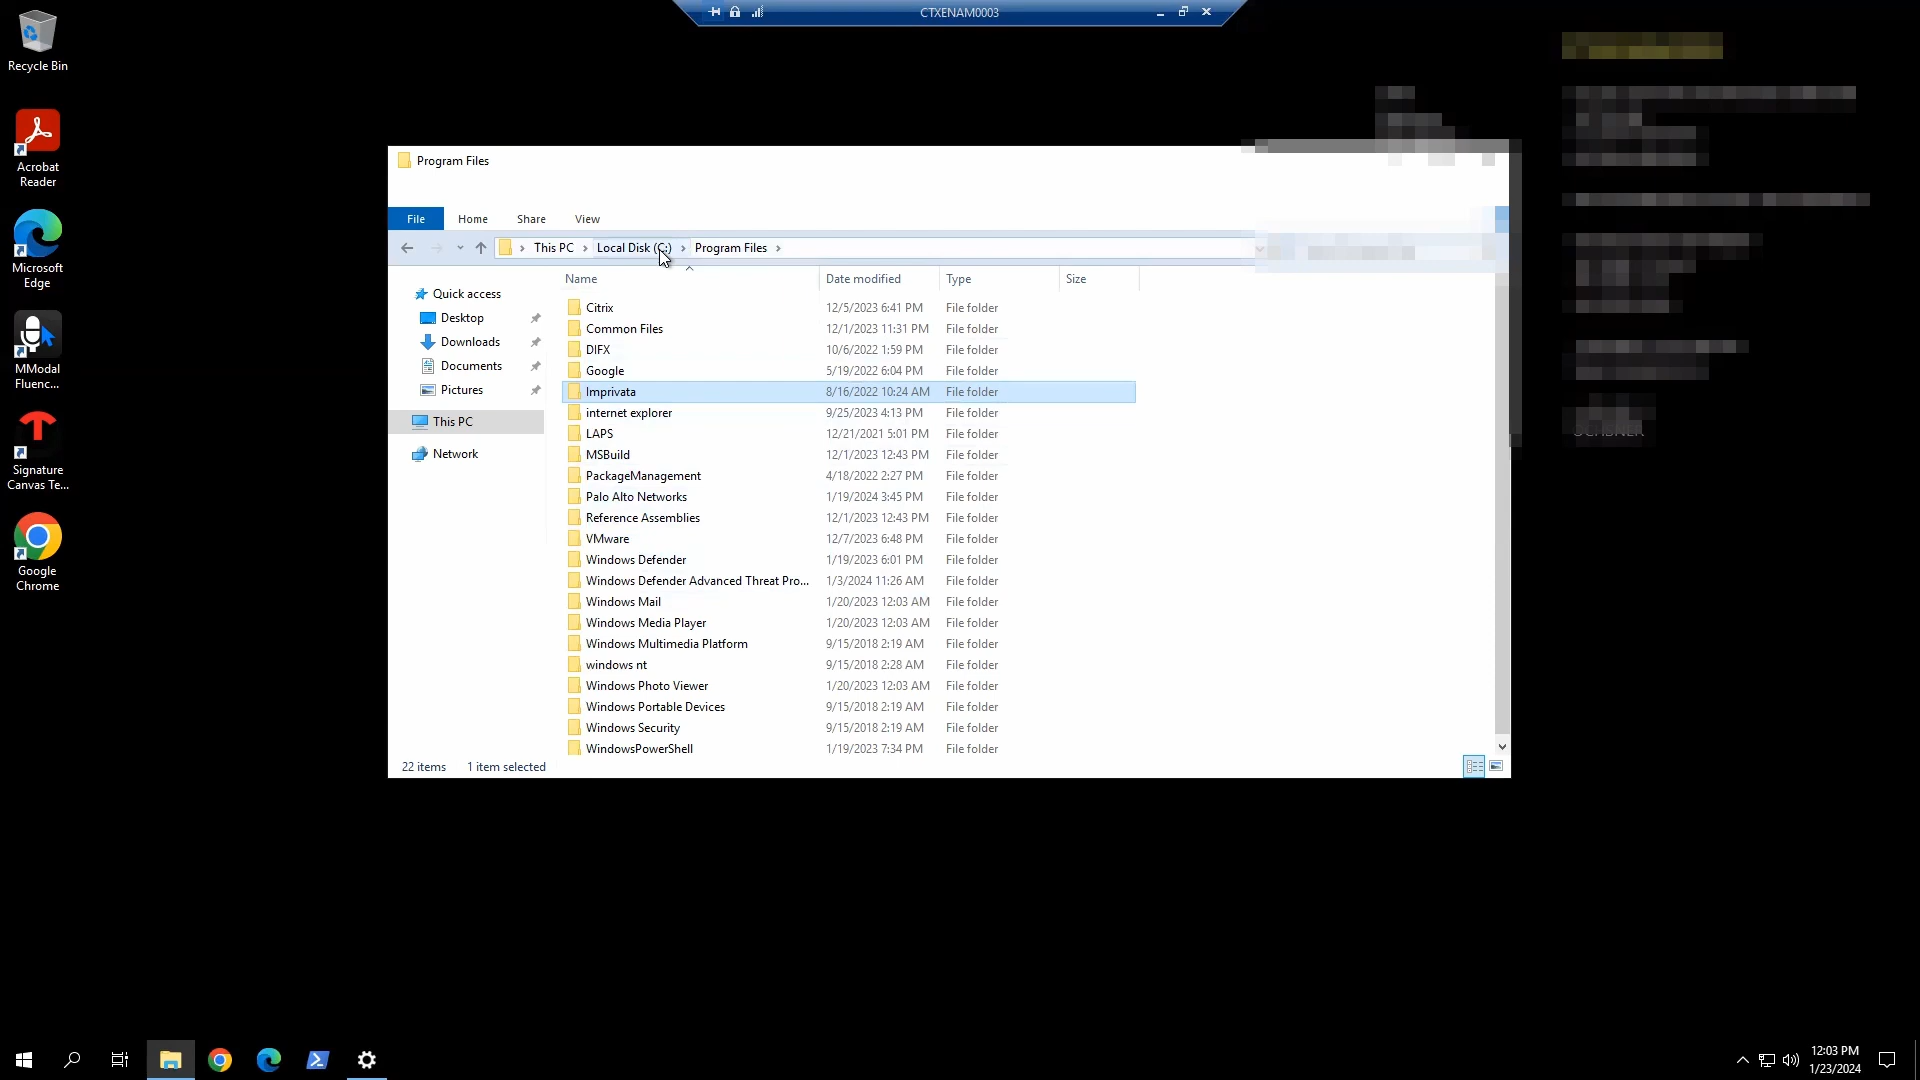 CTXENAM0003
Recycle Bin
Acrobat
Reader
Microsoft
Edge
MModal
Fluenc...
Signature
Canvas Te...
Google
Chrome
Program Files
File Home Share View
This PC Local Disk (C:) Program Files
Name Date modified Type Size
Quick access
Desktop
Downloads
Documents
Pictures
This PC
Network
Citrix 12/5/2023 6:41 PM File folder
Common Files 12/1/2023 11:31 PM File folder
DIFX 10/6/2022 1:59 PM File folder
Google 5/19/2022 6:04 PM File folder
Imprivata 8/16/2022 10:24 AM File folder
internet explorer 9/25/2023 4:13 PM File folder
LAPS 12/21/2021 5:01 PM File folder
MSBuild 12/1/2023 12:43 PM File folder
PackageManagement 4/18/2022 2:27 PM File folder
Palo Alto Networks 1/19/2024 3:45 PM File folder
Reference Assemblies 12/1/2023 12:43 PM File folder
VMware 12/7/2023 6:48 PM File folder
Windows Defender 1/19/2023 6:01 PM File folder
Windows Defender Advanced Threat Pro... 1/3/2024 11:26 AM File folder
Windows Mail 1/20/2023 12:03 AM File folder
Windows Media Player 1/20/2023 12:03 AM File folder
Windows Multimedia Platform 9/15/2018 2:19 AM File folder
windows nt 9/15/2018 2:28 AM File folder
Windows Photo Viewer 1/20/2023 12:03 AM File folder
Windows Portable Devices 9/15/2018 2:19 AM File folder
Windows Security 9/15/2018 2:19 AM File folder
WindowsPowerShell 1/19/2023 7:34 PM File folder
22 items 1 item selected
12:03 PM
1/23/2024